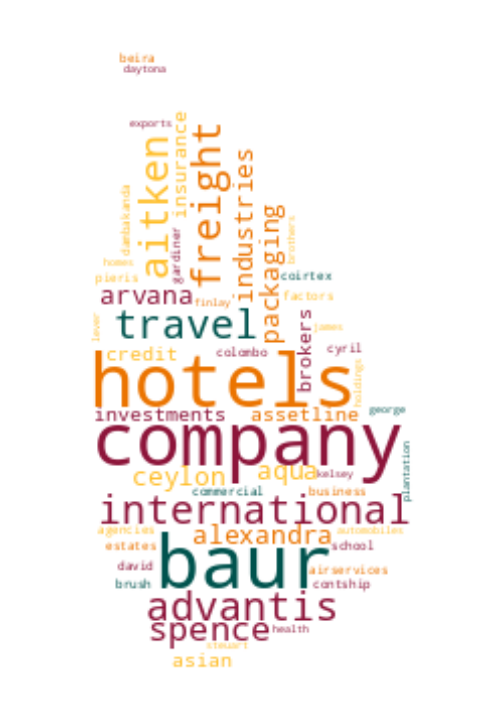 beira
daytona
exports
insurance
aitken
freight
industries
danbakanda
gardiner
packaging
brothers
homes
pieris
coirtex
arvana
finlay
factors
travel
lever
brokers
james
credit
colombo
cyril
hotels
holdings
investments
assetline
george
company
plantation
ceylon
aqua
kelsey
commercial
business
international
agencies
alexandra
automobiles
estates
school
baur
david
airservices
brush
contship
advantis
spence
health
steuart
asian